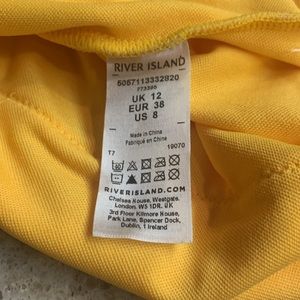 RIVER ISLAND
5057113332820
773395
UK 12
EUR 38
US 8
Made in China
Fabriqué en Chine
T7 19070
RIVERISLAND.COM
Chelsea House, Westgate,
London. W5 1DR. UK
3rd Floor Kilmore House,
Park Lane, Spencer Dock,
Dublin, 1 Ireland